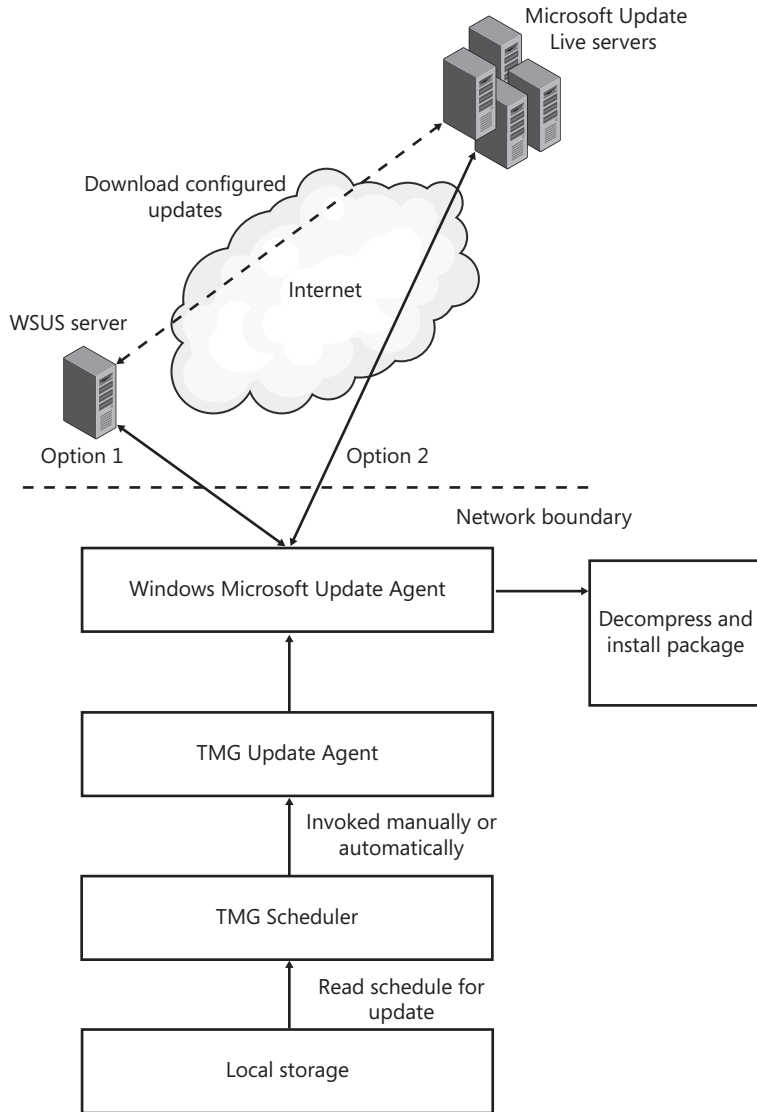 Microsoft Update
Live servers
Download configured
updates
Internet
WSUS server
Option 1
Option 2
Network boundary
Windows Microsoft Update Agent
Decompress and
install package
TMG Update Agent
Invoked manually or
automatically
TMG Scheduler
Read schedule for
update
Local storage